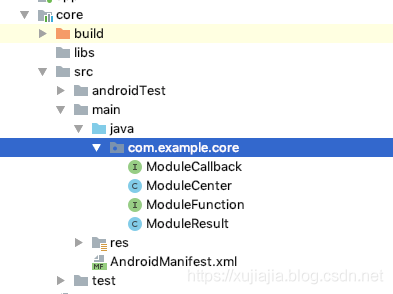 core
build
libs
src
androidTest
main
java
com.example.core
I ModuleCallback
C ModuleCenter
I ModuleFunction
C ModuleResult
res
MF AndroidManifest.xml
test
https://xujiajia.blog.csdn.net